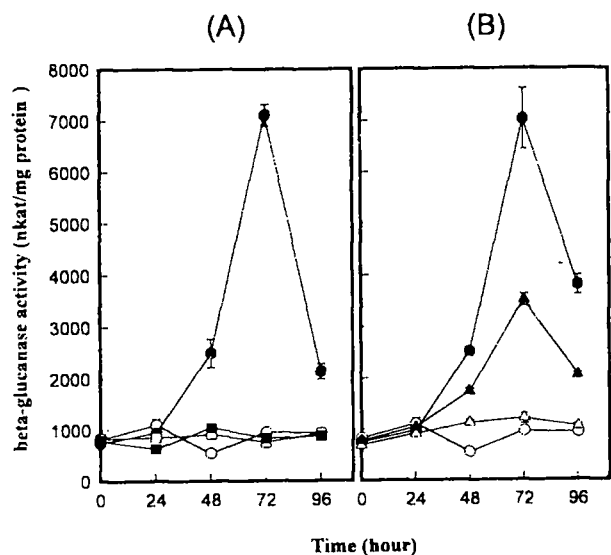 (A) (B)
beta-glucanase activity (nkat/mg protein )
8000
7000
6000
5000
4000
3000
2000
1000
0
0 24 48 72 96 0 24 48 72 96
Time (hour)